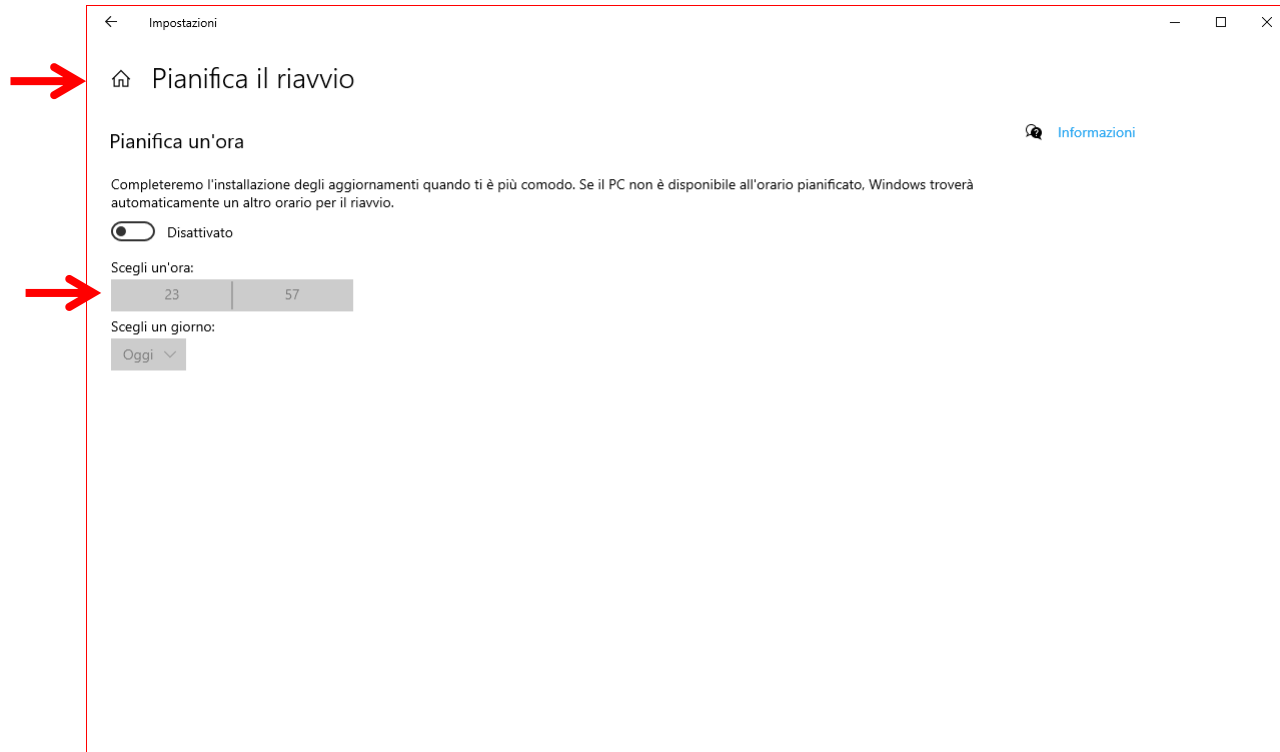 Impostazioni
Pianifica il riavvio
Pianifica un'ora
Informazioni
Completeremo l'installazione degli aggiornamenti quando ti è più comodo. Se il PC non è disponibile all'orario pianificato, Windows troverà
automaticamente un altro orario per il riavvio.
Disattivato
Scegli un'ora:
23 57
Scegli un giorno:
Oggi